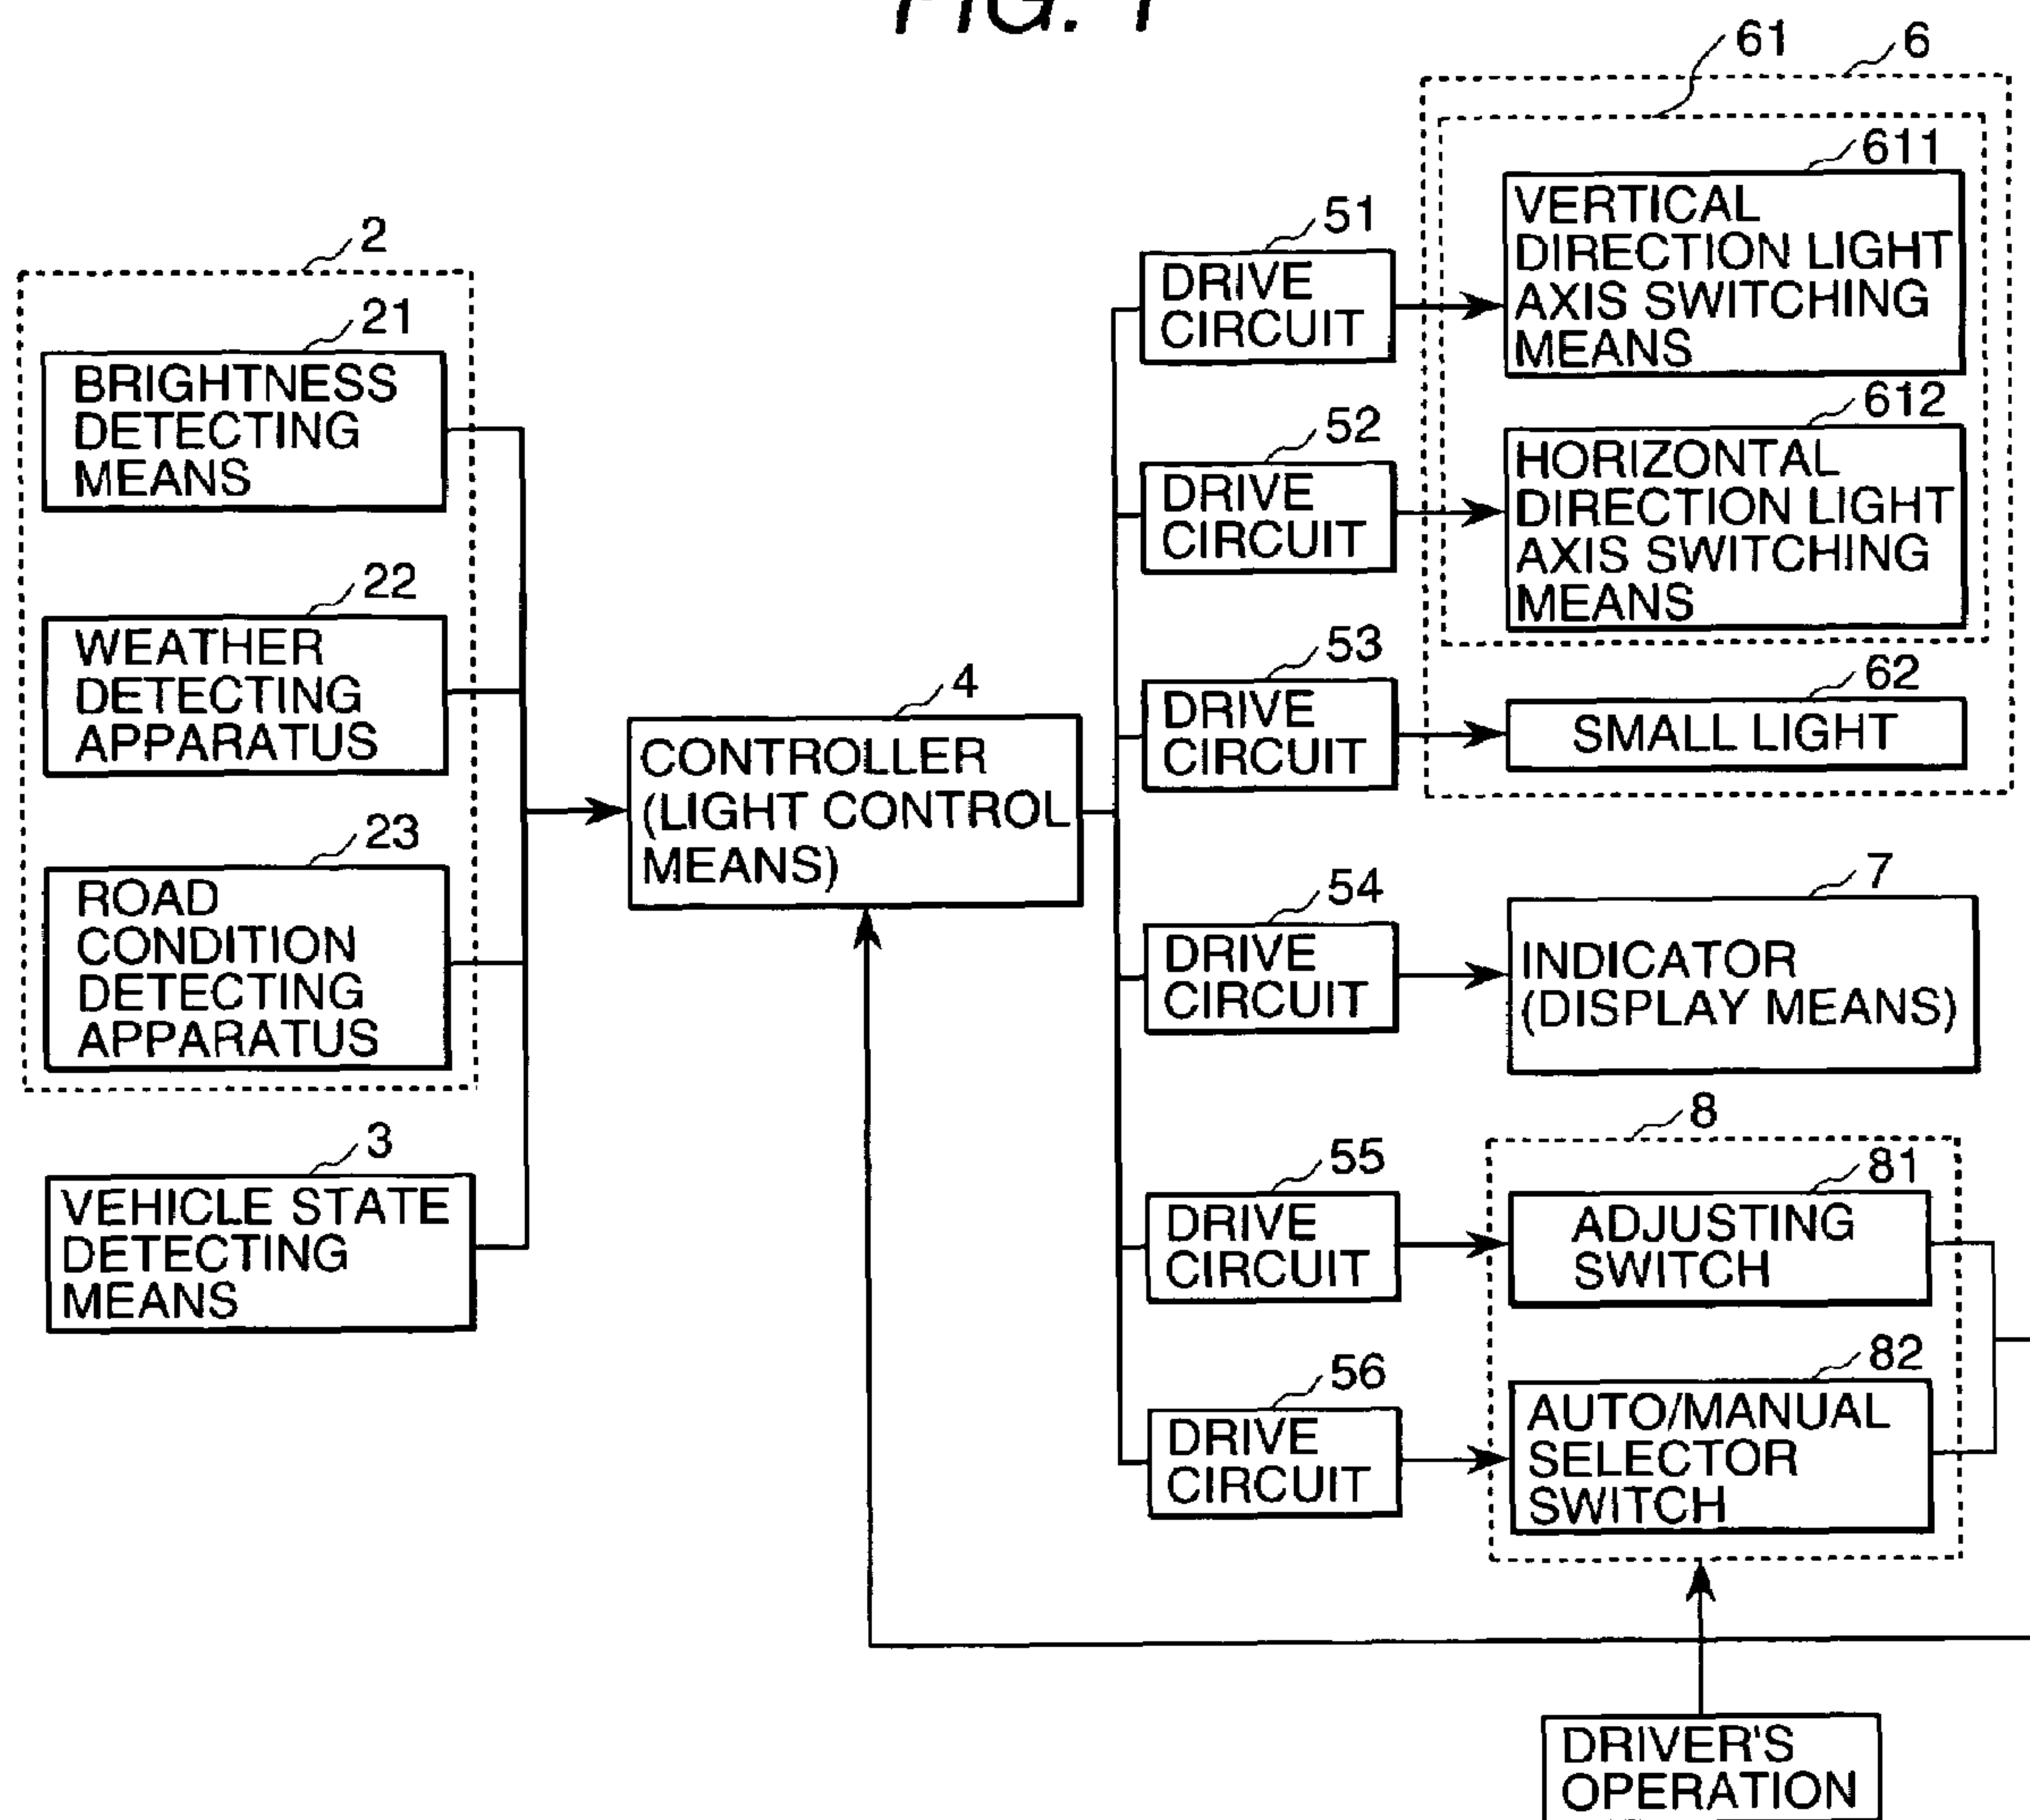 FIG. 1
2
21
BRIGHTNESS
DETECTING
MEANS
22
WEATHER
DETECTING
APPARATUS
23
ROAD
CONDITION
DETECTING
APPARATUS
3
VEHICLE STATE
DETECTING
MEANS
4
CONTROLLER
(LIGHT CONTROL
MEANS)
51
DRIVE
CIRCUIT
52
DRIVE
CIRCUIT
53
DRIVE
CIRCUIT
54
DRIVE
CIRCUIT
55
DRIVE
CIRCUIT
56
DRIVE
CIRCUIT
61
6
611
VERTICAL
DIRECTION LIGHT
AXIS SWITCHING
MEANS
612
HORIZONTAL
DIRECTION LIGHT
AXIS SWITCHING
MEANS
62
SMALL LIGHT
7
INDICATOR
(DISPLAY MEANS)
8
81
ADJUSTING
SWITCH
82
AUTO/MANUAL
SELECTOR
SWITCH
DRIVER'S
OPERATION